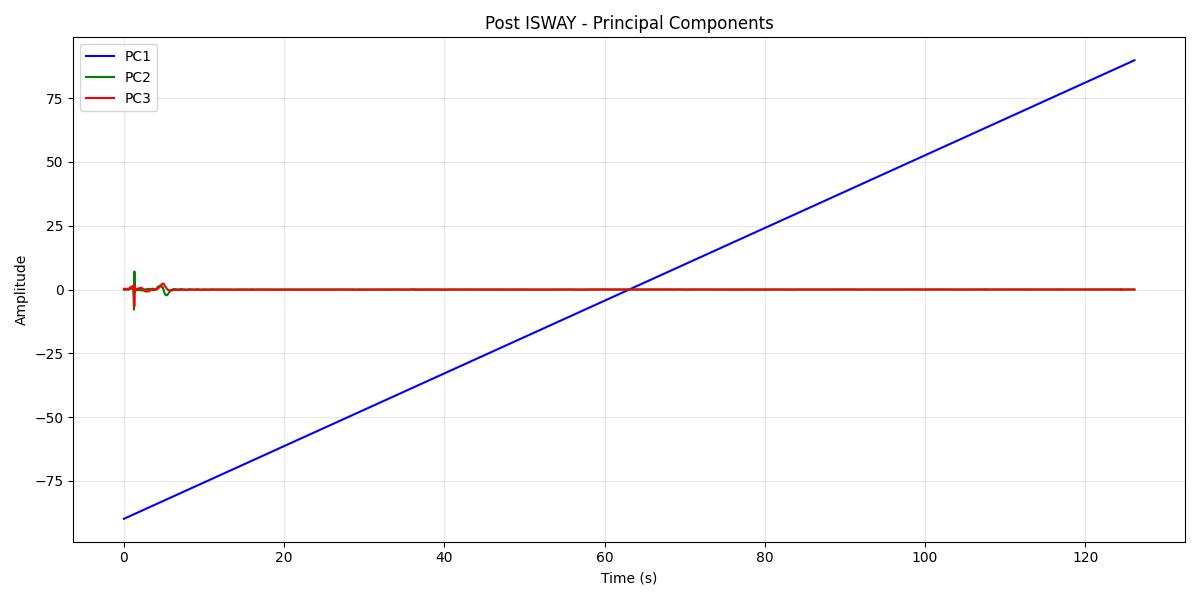 Post ISWAY - Principal Components
PC1
PC2
PC3
Amplitude
75
50
25
0
−25
−50
−75
0 20 40 60 80 100 120
Time (s)